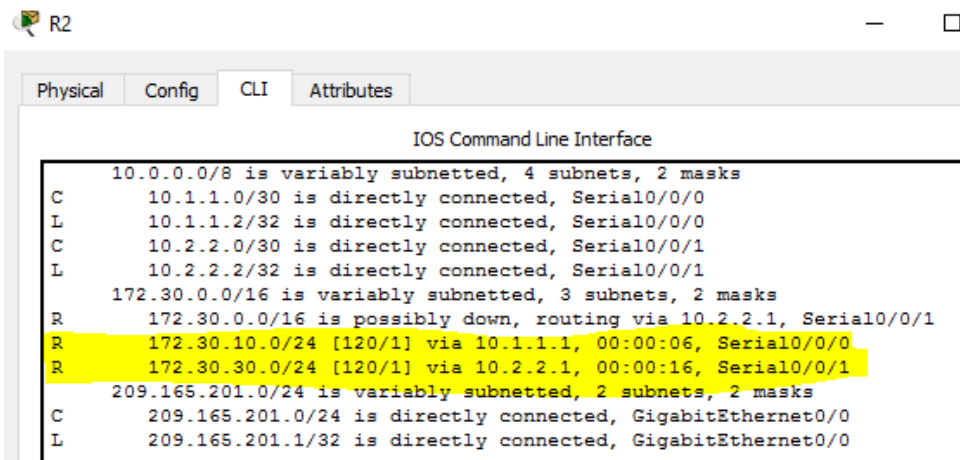 R2
Physical Config CLI Attributes
IOS Command Line Interface
10.0.0.0/8 is variably subnetted, 4 subnets, 2 masks
C 10.1.1.0/30 is directly connected, Serial0/0/0
L 10.1.1.2/32 is directly connected, Serial0/0/0
C 10.2.2.0/30 is directly connected, Serial0/0/1
L 10.2.2.2/32 is directly connected, Serial0/0/1
172.30.0.0/16 is variably subnetted, 3 subnets, 2 masks
R 172.30.0.0/16 is possibly down, routing via 10.2.2.1, Serial0/0/1
R 172.30.10.0/24 [120/1] via 10.1.1.1, 00:00:06, Serial0/0/0
R 172.30.30.0/24 [120/1] via 10.2.2.1, 00:00:16, Serial0/0/1
209.165.201.0/24 is variably subnetted, 2 subnets, 2 masks
C 209.165.201.0/24 is directly connected, GigabitEthernet0/0
L 209.165.201.1/32 is directly connected, GigabitEthernet0/0